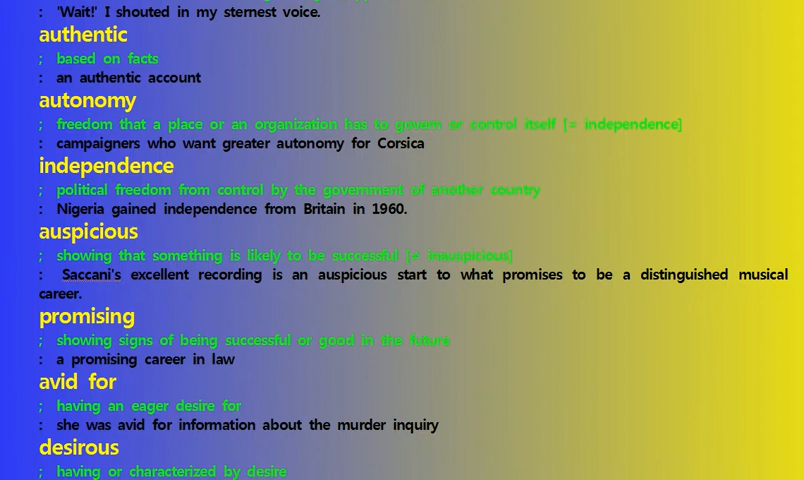 : 'Wait!' I shouted in my sternest voice.
authentic
; based on facts
: an authentic account
autonomy
; freedom that a place or an organization has to govern or control itself [= independence]
: campaigners who want greater autonomy for Corsica
independence
; political freedom from control by the government of another country
: Nigeria gained independence from Britain in 1960.
auspicious
; showing that something is likely to be successful [≠ inauspicious]
: Saccani's excellent recording is an auspicious start to what promises to be a distinguished musical
career.
promising
; showing signs of being successful or good in the future
: a promising career in law
avid for
; having an eager desire for
: she was avid for information about the murder inquiry
desirous
; having or characterized by desire